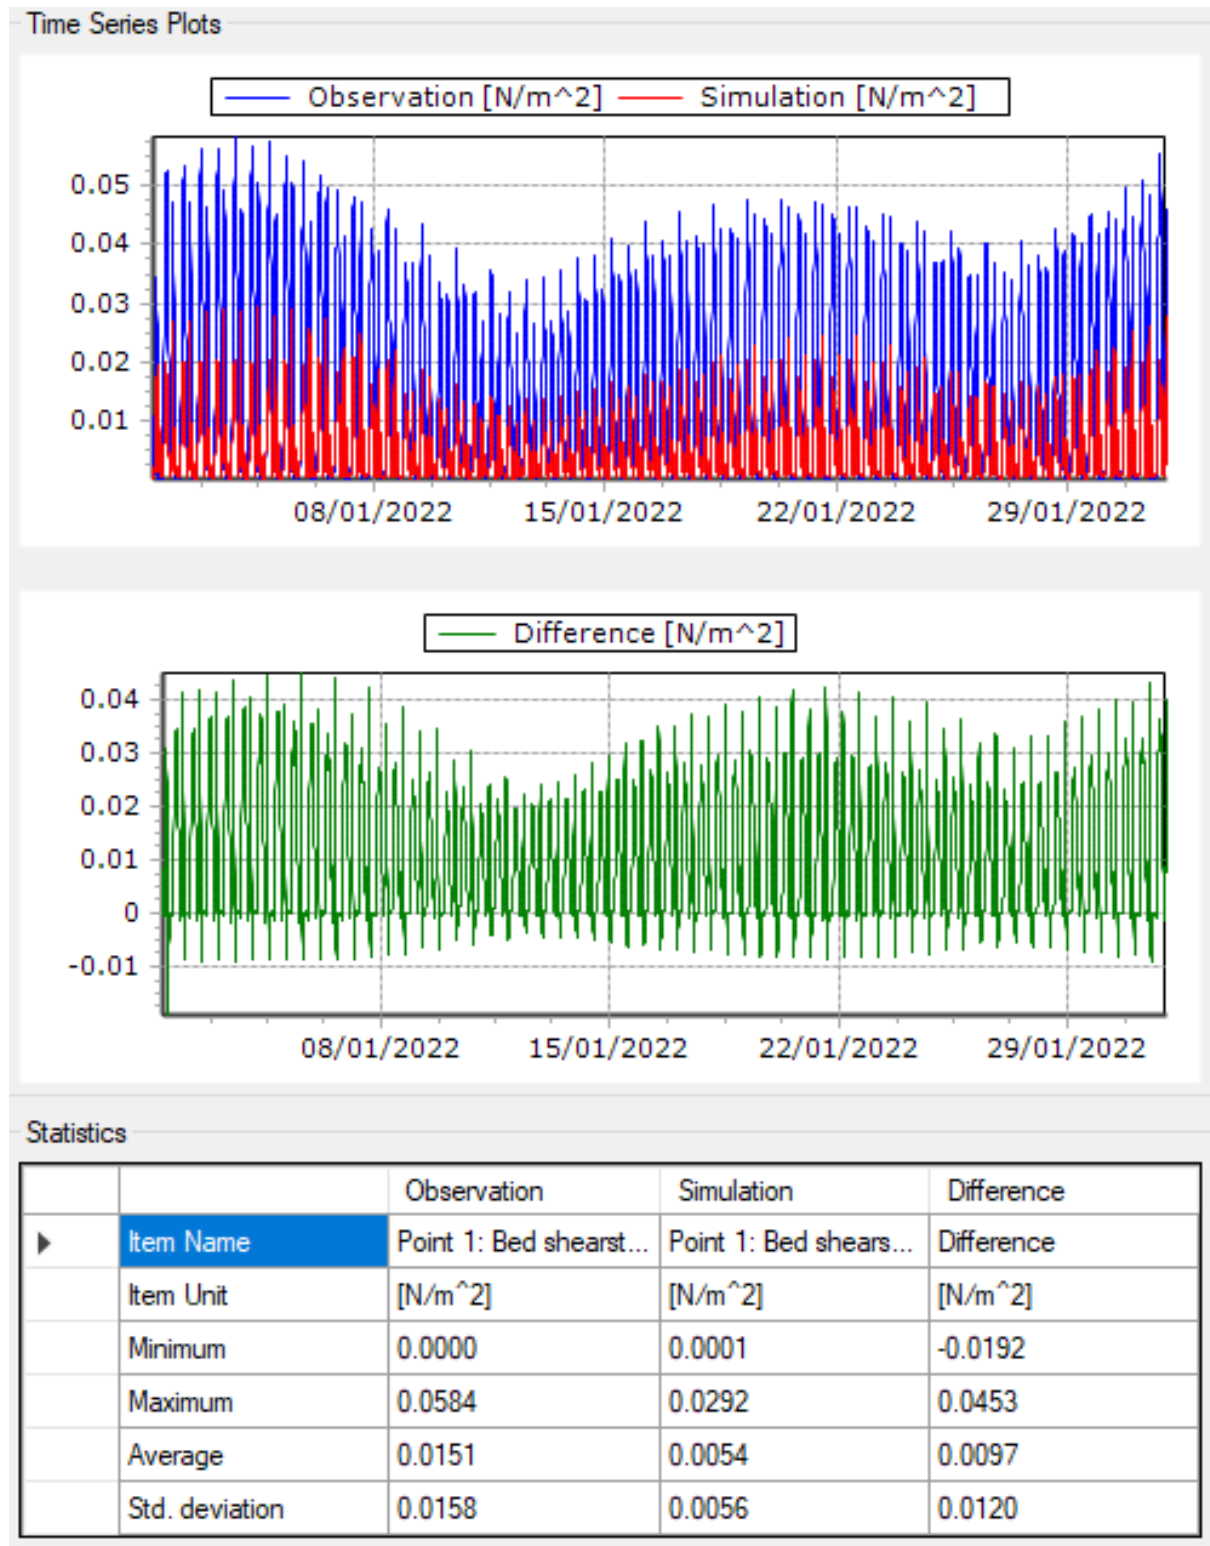 Time Series Plots
Observation [N/m^2] Simulation [N/m^2]
0.05
0.04
0.03
0.02
0.01
08/01/2022 15/01/2022 22/01/2022 29/01/2022
Difference [N/m^2]
0.04
0.03
0.02
0.01
0
-0.01
08/01/2022 15/01/2022 22/01/2022 29/01/2022
Statistics
Observation Simulation Difference
Item Name Point 1: Bed shearst... Point 1: Bed shears... Difference
Item Unit [N/m^2] [N/m^2] [N/m^2]
Minimum 0.0000 0.0001 -0.0192
Maximum 0.0584 0.0292 0.0453
Average 0.0151 0.0054 0.0097
Std. deviation 0.0158 0.0056 0.0120